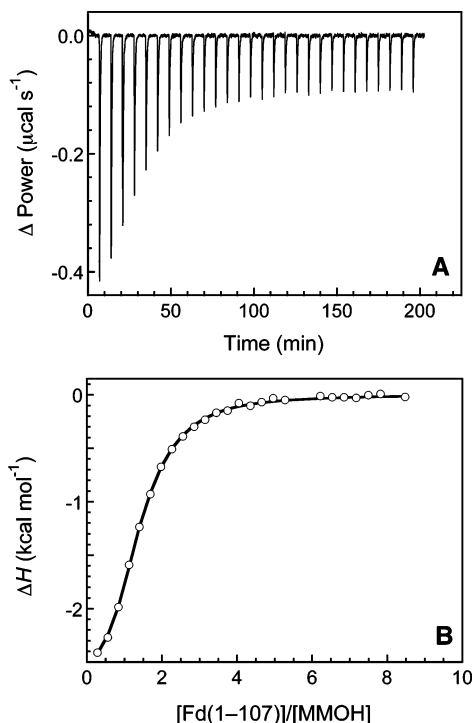 0.0
-0.2
-0.4
Δ Power (µcal s⁻¹)
A
0 50 100 150 200
Time (min)
0
-1
-2
ΔH (kcal mol⁻¹)
B
0 2 4 6 8 10
[Fd(1–107)]/[MMOH]